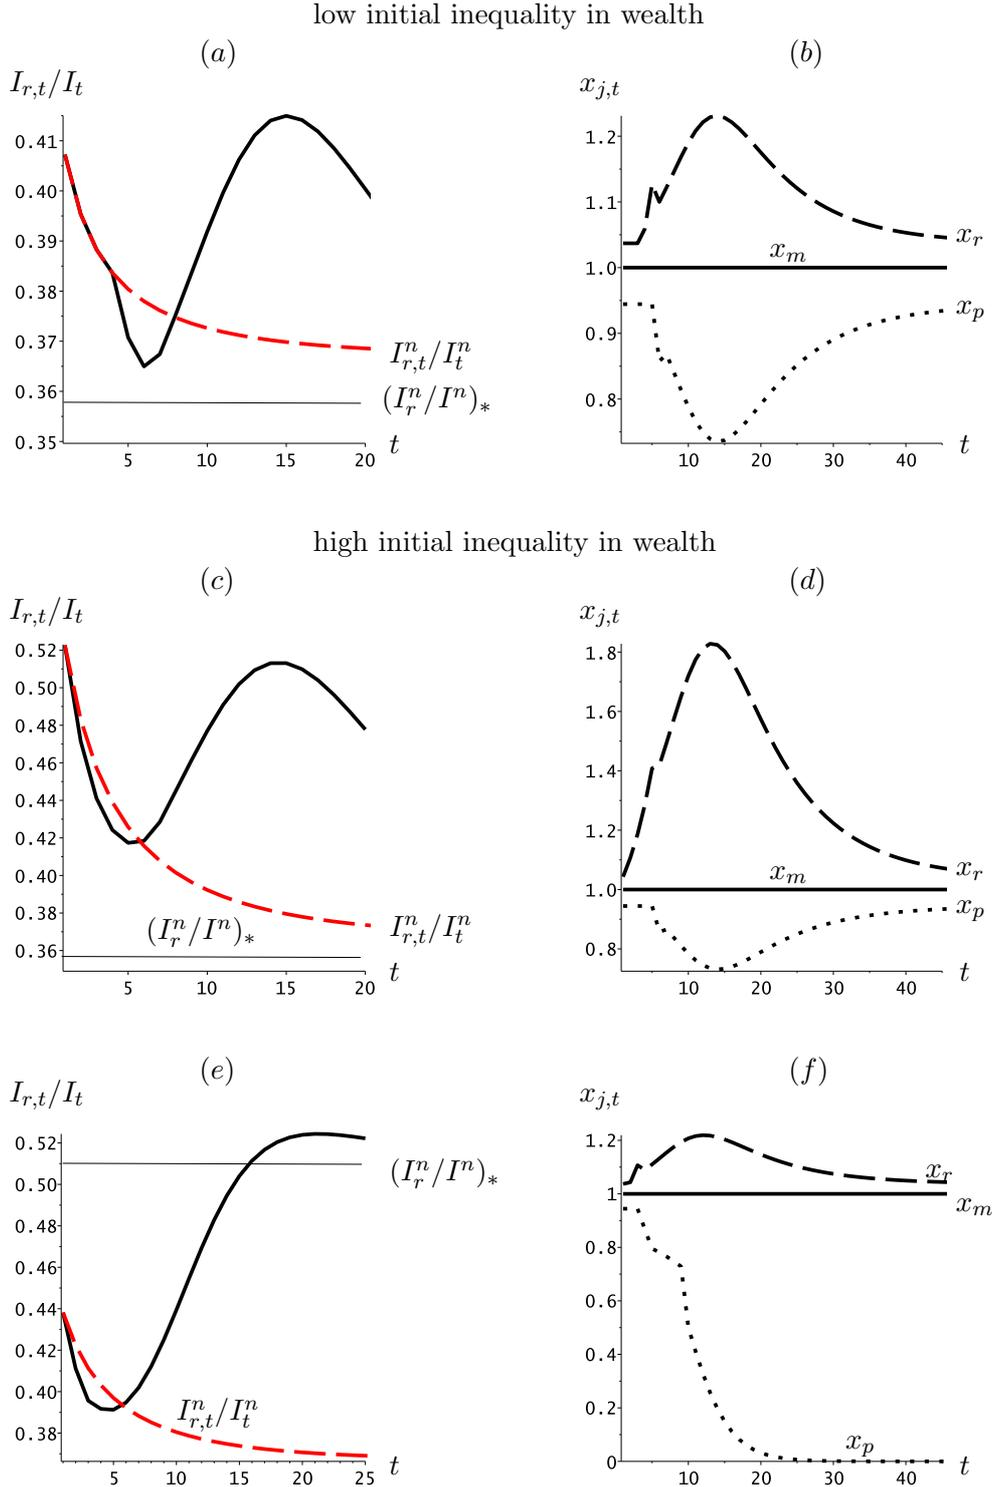 low initial inequality in wealth
(a) (b)
I_{r,t}/I_t x_{j,t}
0.41
0.40
0.39
0.38
0.37
0.36
0.35
5 10 15 20 t
I^n_{r,t}/I^n_t
(I^n_r/I^n)_*
1.2
1.1
1.0
0.9
0.8
10 20 30 40 t
x_r
x_m
x_p
high initial inequality in wealth
(c) (d)
I_{r,t}/I_t x_{j,t}
0.52
0.50
0.48
0.46
0.44
0.42
0.40
0.38
0.36
5 10 15 20 t
(I^n_r/I^n)_*
I^n_{r,t}/I^n_t
1.8
1.6
1.4
1.2
1.0
0.8
10 20 30 40 t
x_m
x_r
x_p
(e) (f)
I_{r,t}/I_t x_{j,t}
0.52
0.50
0.48
0.46
0.44
0.42
0.40
0.38
5 10 15 20 25 t
(I^n_r/I^n)_*
I^n_{r,t}/I^n_t
1.2
1
0.8
0.6
0.4
0.2
0
10 20 30 40 t
x_r
x_m
x_p